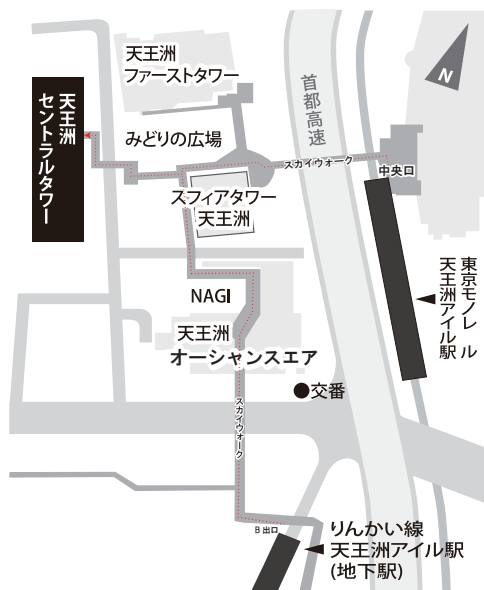 天王洲
ファーストタワー
首都高速
N
天王洲
セントラルタワー
みどりの広場
スカイウォーク
中央口
スフィアタワー
天王洲
東京モノレール
天王洲アイル駅
NAGI
天王洲
オーシャンスエア
交番
スカイウォーク
B出口
りんかい線
天王洲アイル駅
(地下駅)